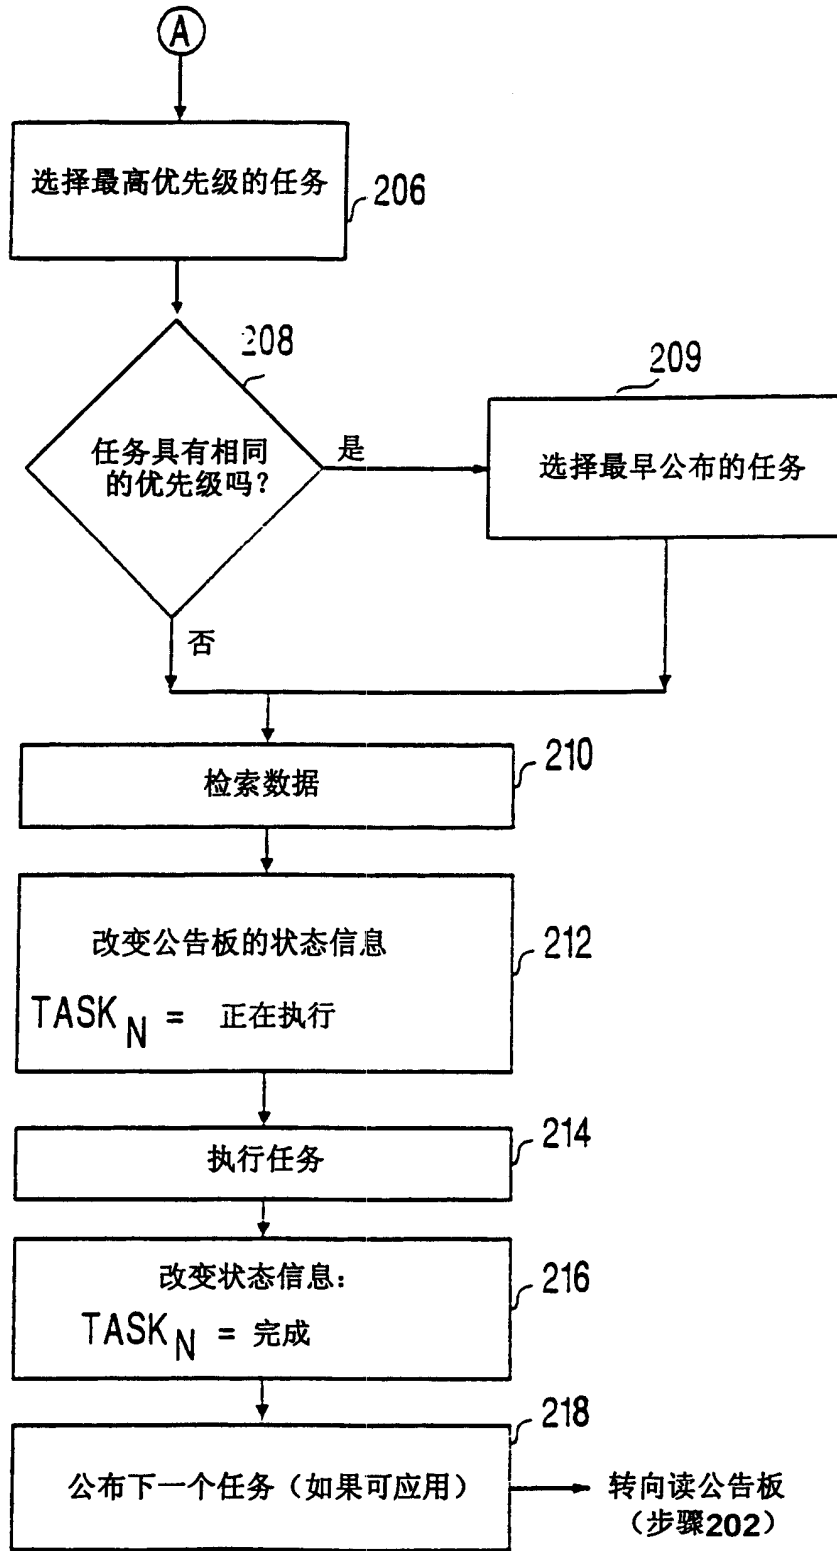 A
选择最高优先级的任务
206
208
209
任务具有相同
的优先级吗?
是
选择最早公布的任务
否
检索数据
210
改变公告板的状态信息
212
TASK N = 正在执行
执行任务
214
改变状态信息:
216
TASK N = 完成
218
公布下一个任务（如果可应用）
转向读公告板
（步骤202）